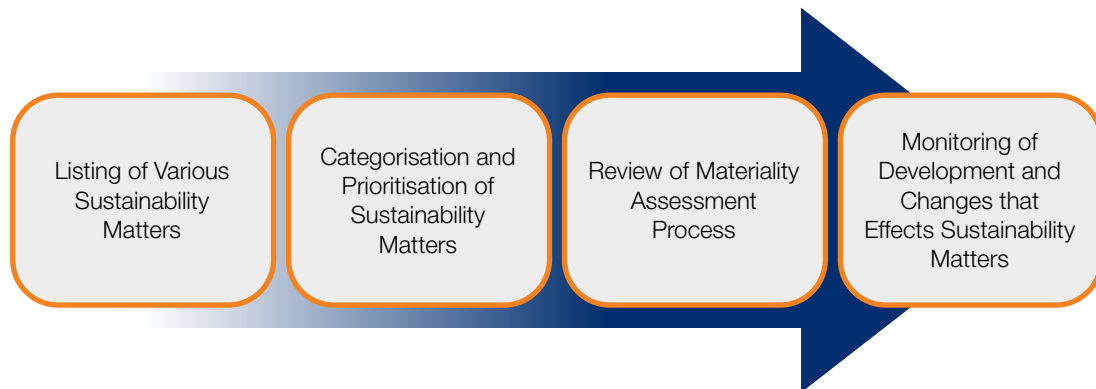 Listing of Various
Sustainability
Matters
Categorisation and
Prioritisation of
Sustainability
Matters
Review of Materiality
Assessment
Process
Monitoring of
Development and
Changes that
Effects Sustainability
Matters